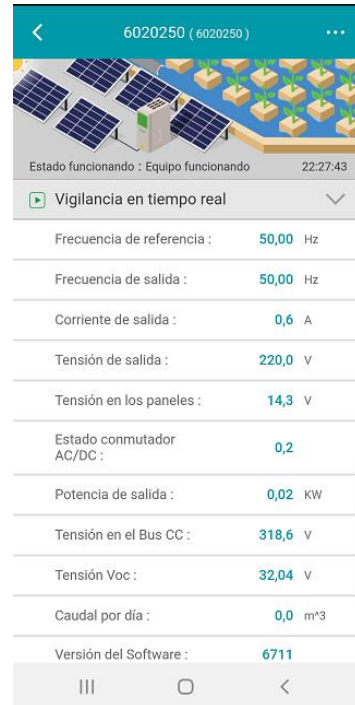 6020250 ( 6020250 )
Estado funcionando : Equipo funcionando 22:27:43
Vigilancia en tiempo real
Frecuencia de referencia : 50,00 Hz
Frecuencia de salida : 50,00 Hz
Corriente de salida : 0,6 A
Tensión de salida : 220,0 V
Tensión en los paneles : 14,3 V
Estado conmutador
AC/DC : 0,2
Potencia de salida : 0,02 KW
Tensión en el Bus CC : 318,6 V
Tensión Voc : 32,04 V
Caudal por día : 0,0 m^3
Versión del Software : 6711